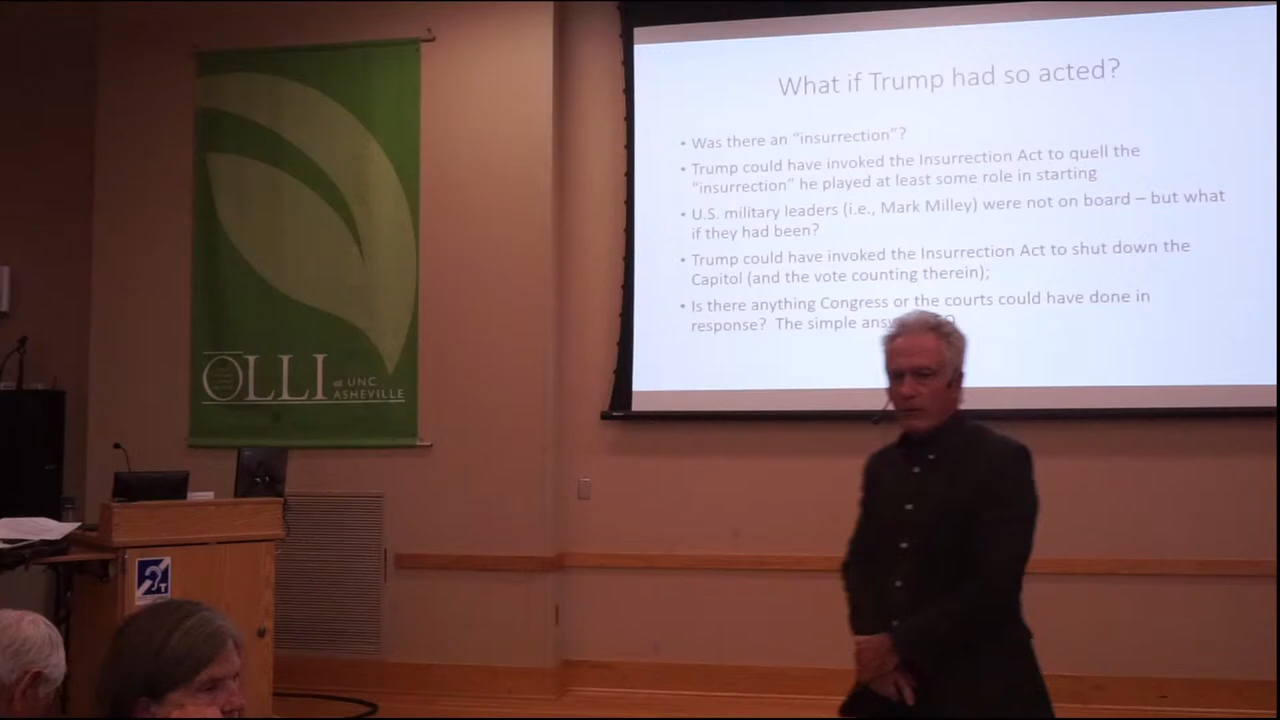 What if Trump had so acted?
• Was there an “insurrection”?
• Trump could have invoked the Insurrection Act to quell the
“insurrection” he played at least some role in starting
• U.S. military leaders (i.e., Mark Milley) were not on board – but what
if they had been?
• Trump could have invoked the Insurrection Act to shut down the
Capitol (and the vote counting therein);
• Is there anything Congress or the courts could have done in
response? The simple
OLLI at UNC
ASHEVILLE
T